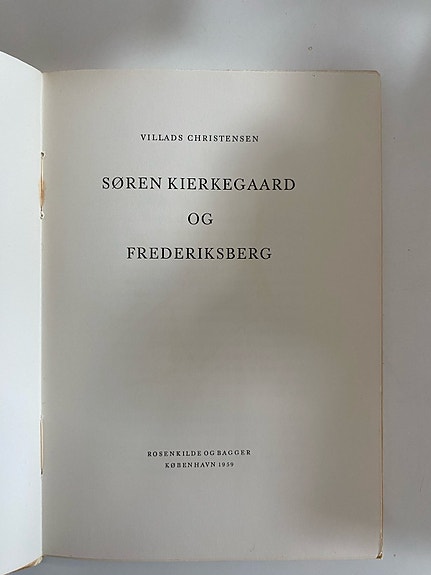 VILLADS CHRISTENSEN
SØREN KIERKEGAARD
OG
FREDERIKSBERG
ROSENKILDE OG BAGGER
KØBENHAVN 1959